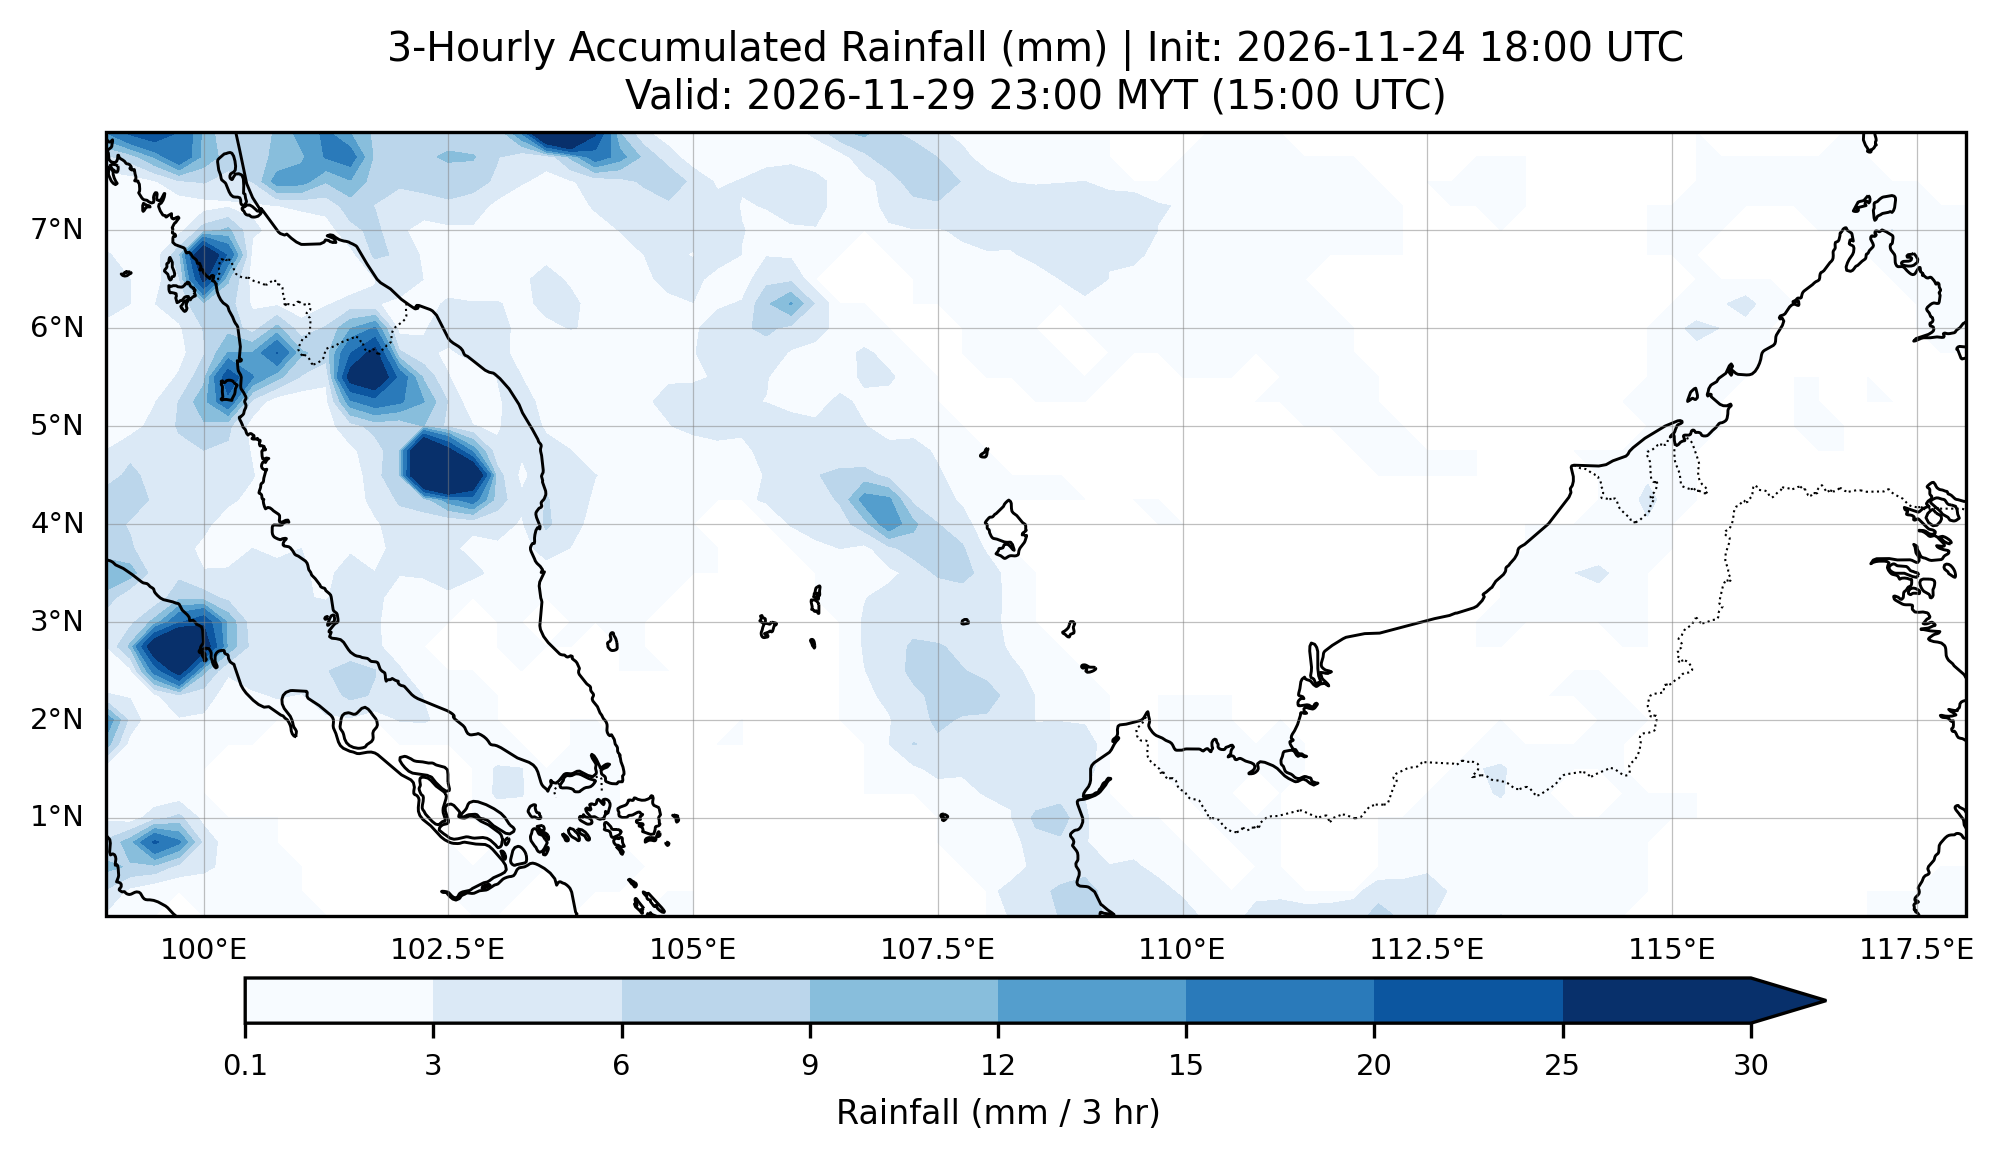 3-Hourly Accumulated Rainfall (mm) | Init: 2026-11-24 18:00 UTC
Valid: 2026-11-29 23:00 MYT (15:00 UTC)
7°N
6°N
5°N
4°N
3°N
2°N
1°N
100°E 102.5°E 105°E 107.5°E 110°E 112.5°E 115°E 117.5°E
0.1 3 6 9 12 15 20 25 30
Rainfall (mm / 3 hr)